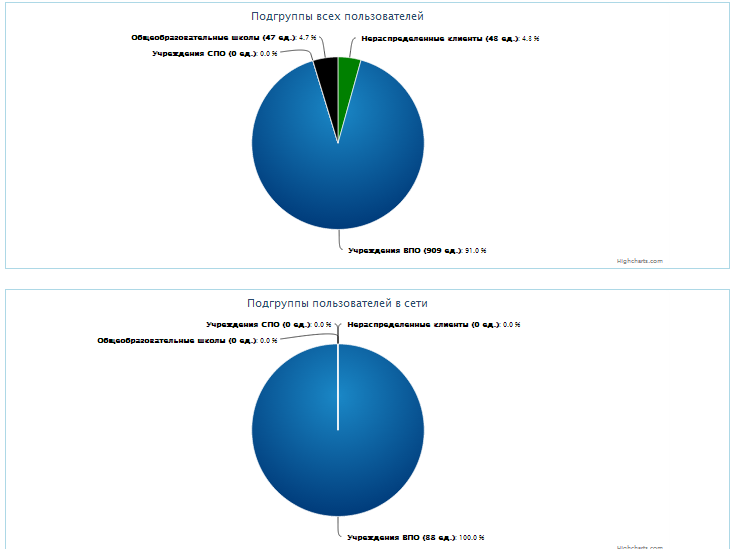 Подгруппы всех пользователей
Общеобразовательные школы (47 ед.): 4.7 %
Нераспределенные клиенты (48 ед.): 4.8 %
Учреждения СПО (0 ед.): 0.0 %
Учреждения ВПО (909 ед.): 91.0 %
Highcharts.com
Подгруппы пользователей в сети
Учреждения СПО (0 ед.): 0.0 %
Нераспределенные клиенты (0 ед.): 0.0 %
Общеобразовательные школы (0 ед.): 0.0 %
Учреждения ВПО (88 ед.): 100.0 %
Highcharts.com